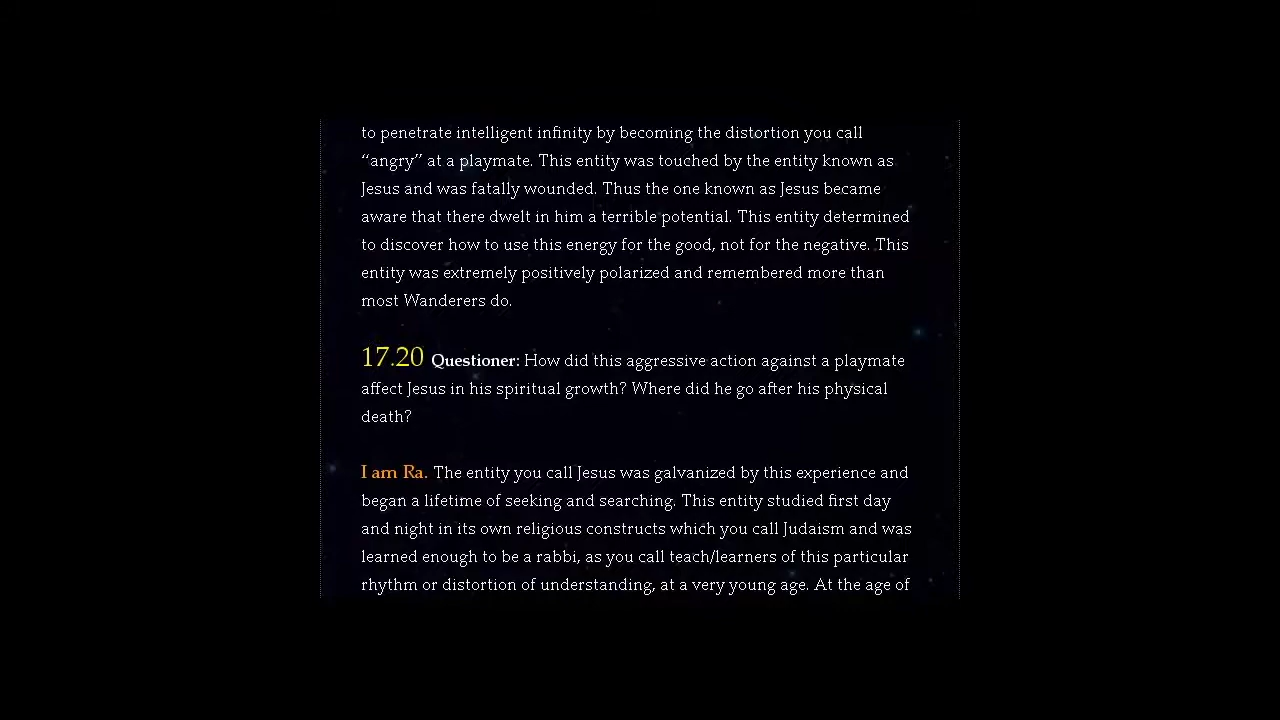 to penetrate intelligent infinity by becoming the distortion you call
“angry” at a playmate. This entity was touched by the entity known as
Jesus and was fatally wounded. Thus the one known as Jesus became
aware that there dwelt in him a terrible potential. This entity determined
to discover how to use this energy for the good, not for the negative. This
entity was extremely positively polarized and remembered more than
most Wanderers do.
17.20 Questioner: How did this aggressive action against a playmate
affect Jesus in his spiritual growth? Where did he go after his physical
death?
I am Ra. The entity you call Jesus was galvanized by this experience and
began a lifetime of seeking and searching. This entity studied first day
and night in its own religious constructs which you call Judaism and was
learned enough to be a rabbi, as you call teach/learners of this particular
rhythm or distortion of understanding, at a very young age. At the age of